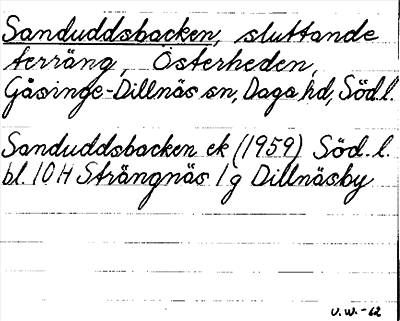 Sanduddsbacken, sluttande
terräng, Österheden,
Gåsinge-Dillnäs sn, Daga hd, Södl.
Sanduddsbacken ek (1959) Söd. l.
bl. 10 H Strängnäs 1 g Dillnäsby
V.W.-62